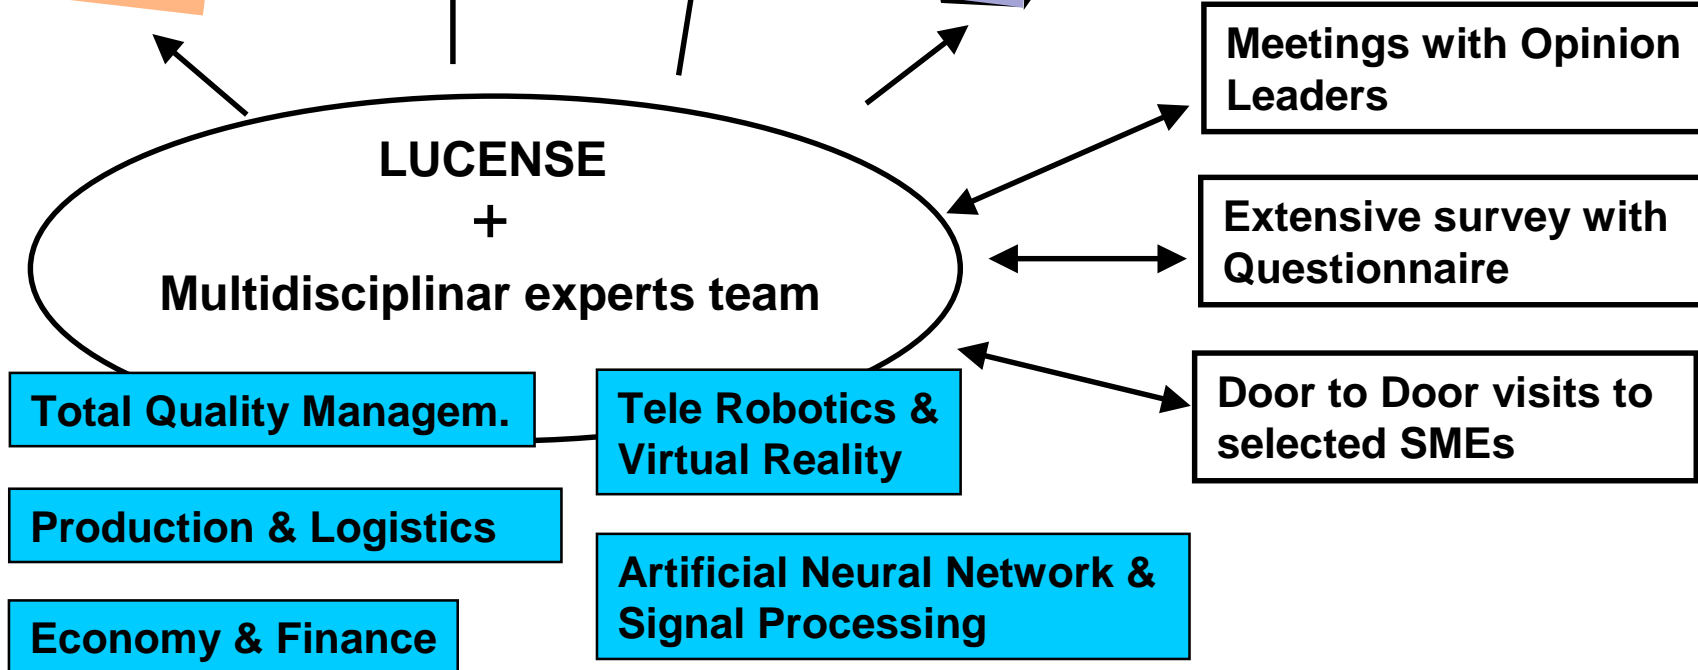 Meetings with Opinion
Leaders
LUCENSE
+
Multidisciplinar experts team
Extensive survey with
Questionnaire
Door to Door visits to
selected SMEs
Total Quality Managem.
Tele Robotics &
Virtual Reality
Production & Logistics
Artificial Neural Network &
Signal Processing
Economy & Finance